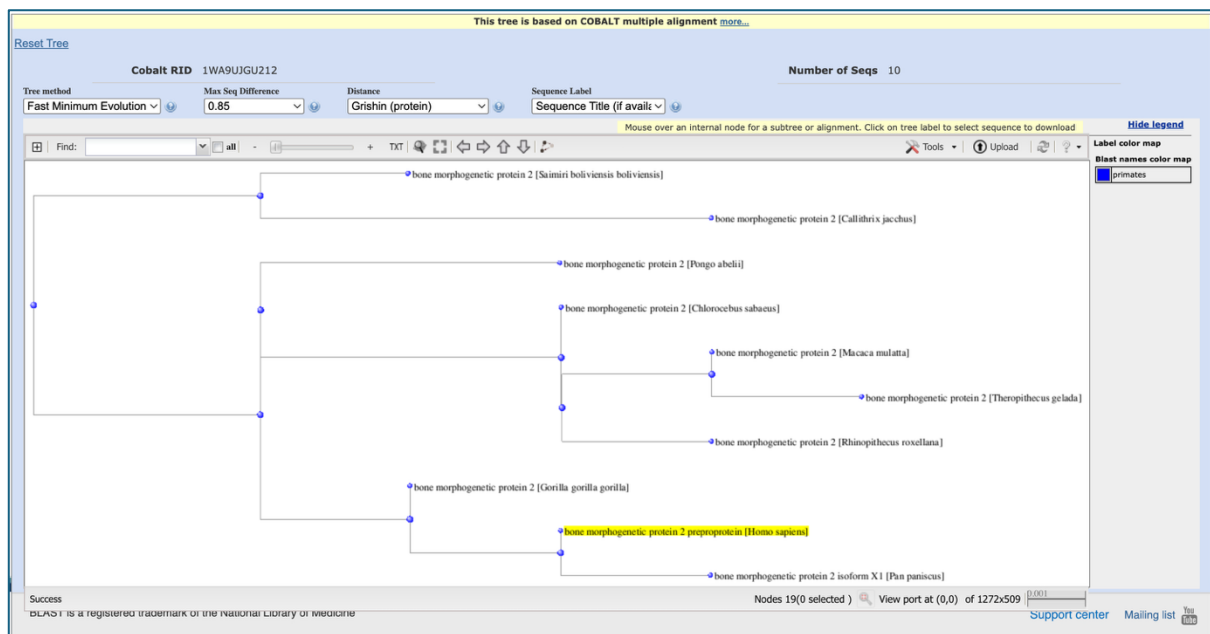 This tree is based on COBALT multiple alignment more...
Reset Tree
Cobalt RID 1WA9UJGU212 Number of Seqs 10
Tree method Max Seq Difference Distance Sequence Label
Fast Minimum Evolution 0.85 Grishin (protein) Sequence Title (if availa
Mouse over an internal node for a subtree or alignment. Click on tree label to select sequence to download Hide legend
Find: all - + TXT Tools Upload ? Label color map
Blast names color map
primates
bone morphogenetic protein 2 [Saimiri boliviensis boliviensis]
bone morphogenetic protein 2 [Callithrix jacchus]
bone morphogenetic protein 2 [Pongo abelii]
bone morphogenetic protein 2 [Chlorocebus sabaeus]
bone morphogenetic protein 2 [Macaca mulatta]
bone morphogenetic protein 2 [Theropithecus gelada]
bone morphogenetic protein 2 [Rhinopithecus roxellana]
bone morphogenetic protein 2 [Gorilla gorilla gorilla]
bone morphogenetic protein 2 preproprotein [Homo sapiens]
bone morphogenetic protein 2 isoform X1 [Pan paniscus]
Success Nodes 19(0 selected ) View port at (0,0) of 1272x509 0.001
BLAST is a registered trademark of the National Library of Medicine Support center Mailing list You Tube